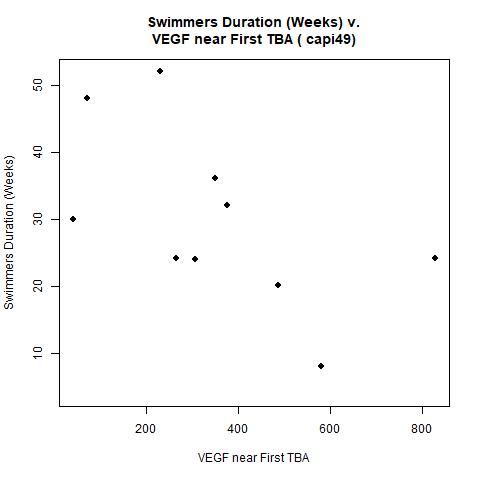 Swimmers Duration (Weeks) v.
VEGF near First TBA ( capi49)
50
40
30
20
10
Swimmers Duration (Weeks)
200
400
600
800
VEGF near First TBA